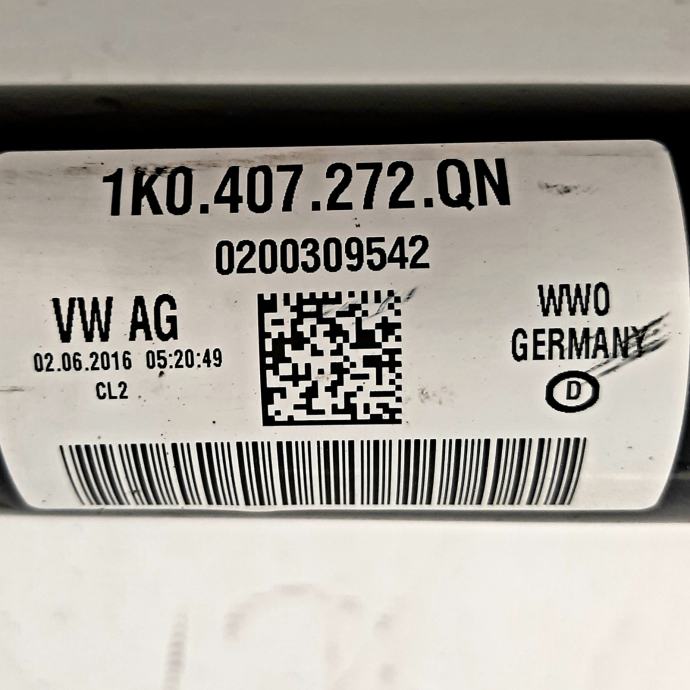 1K0.407.272.QN
0200309542
VW AG
02.06.2016 05:20:49
CL2
WWO
GERMANY
D